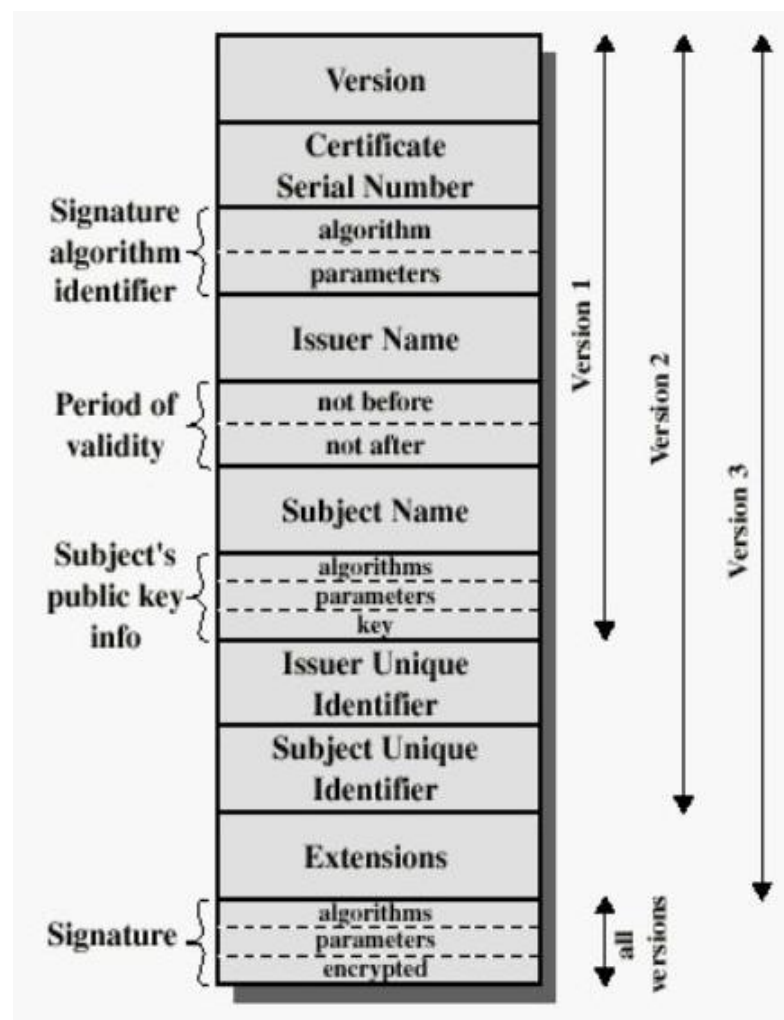 Version
Certificate
Serial Number
Signature
algorithm
identifier
algorithm
parameters
Issuer Name
Period of
validity
not before
not after
Subject Name
Subject's
public key
info
algorithms
parameters
key
Issuer Unique
Identifier
Subject Unique
Identifier
Extensions
Signature
algorithms
parameters
encrypted
Version 1
Version 2
Version 3
all
versions